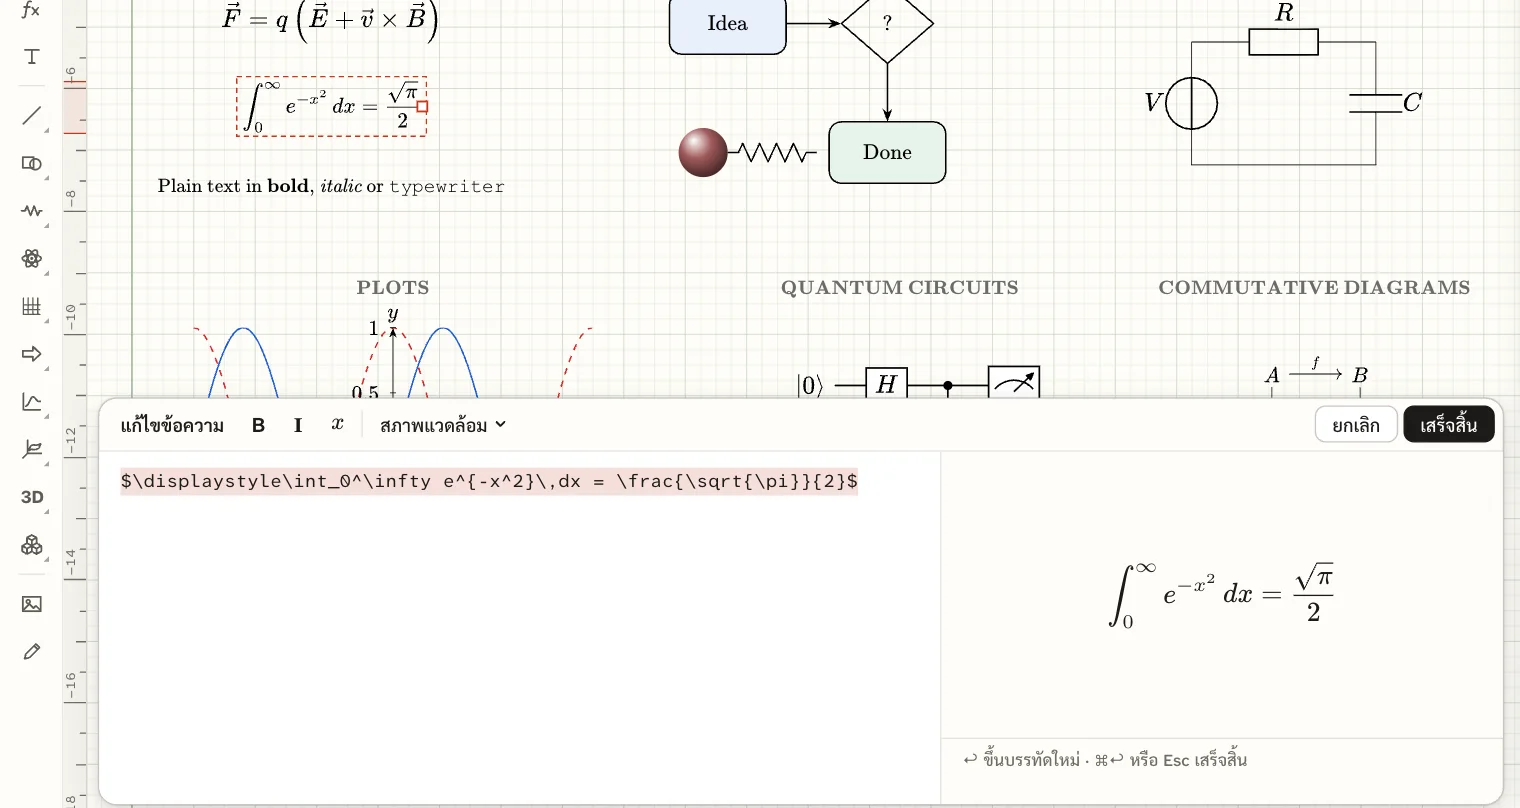 fx
T
3D
-6
-8
-10
-12
-14
-16
18
F⃗ = q (E⃗ + v⃗ × B⃗)
∫₀^∞ e^{-x²} dx = √π/2
Plain text in bold, italic or typewriter
Idea
?
Done
R
V
C
PLOTS
y
1
0.5
QUANTUM CIRCUITS
|0⟩ H
COMMUTATIVE DIAGRAMS
f
A B
แก้ไขข้อความ B I x สภาพแวดล้อม
ยกเลิก เสร็จสิ้น
$\displaystyle\int_0^\infty e^{-x^2}\,dx = \frac{\sqrt{\pi}}{2}$
∫₀^∞ e^{-x²} dx = √π/2
↩ ขึ้นบรรทัดใหม่ · ⌘↩ หรือ Esc เสร็จสิ้น